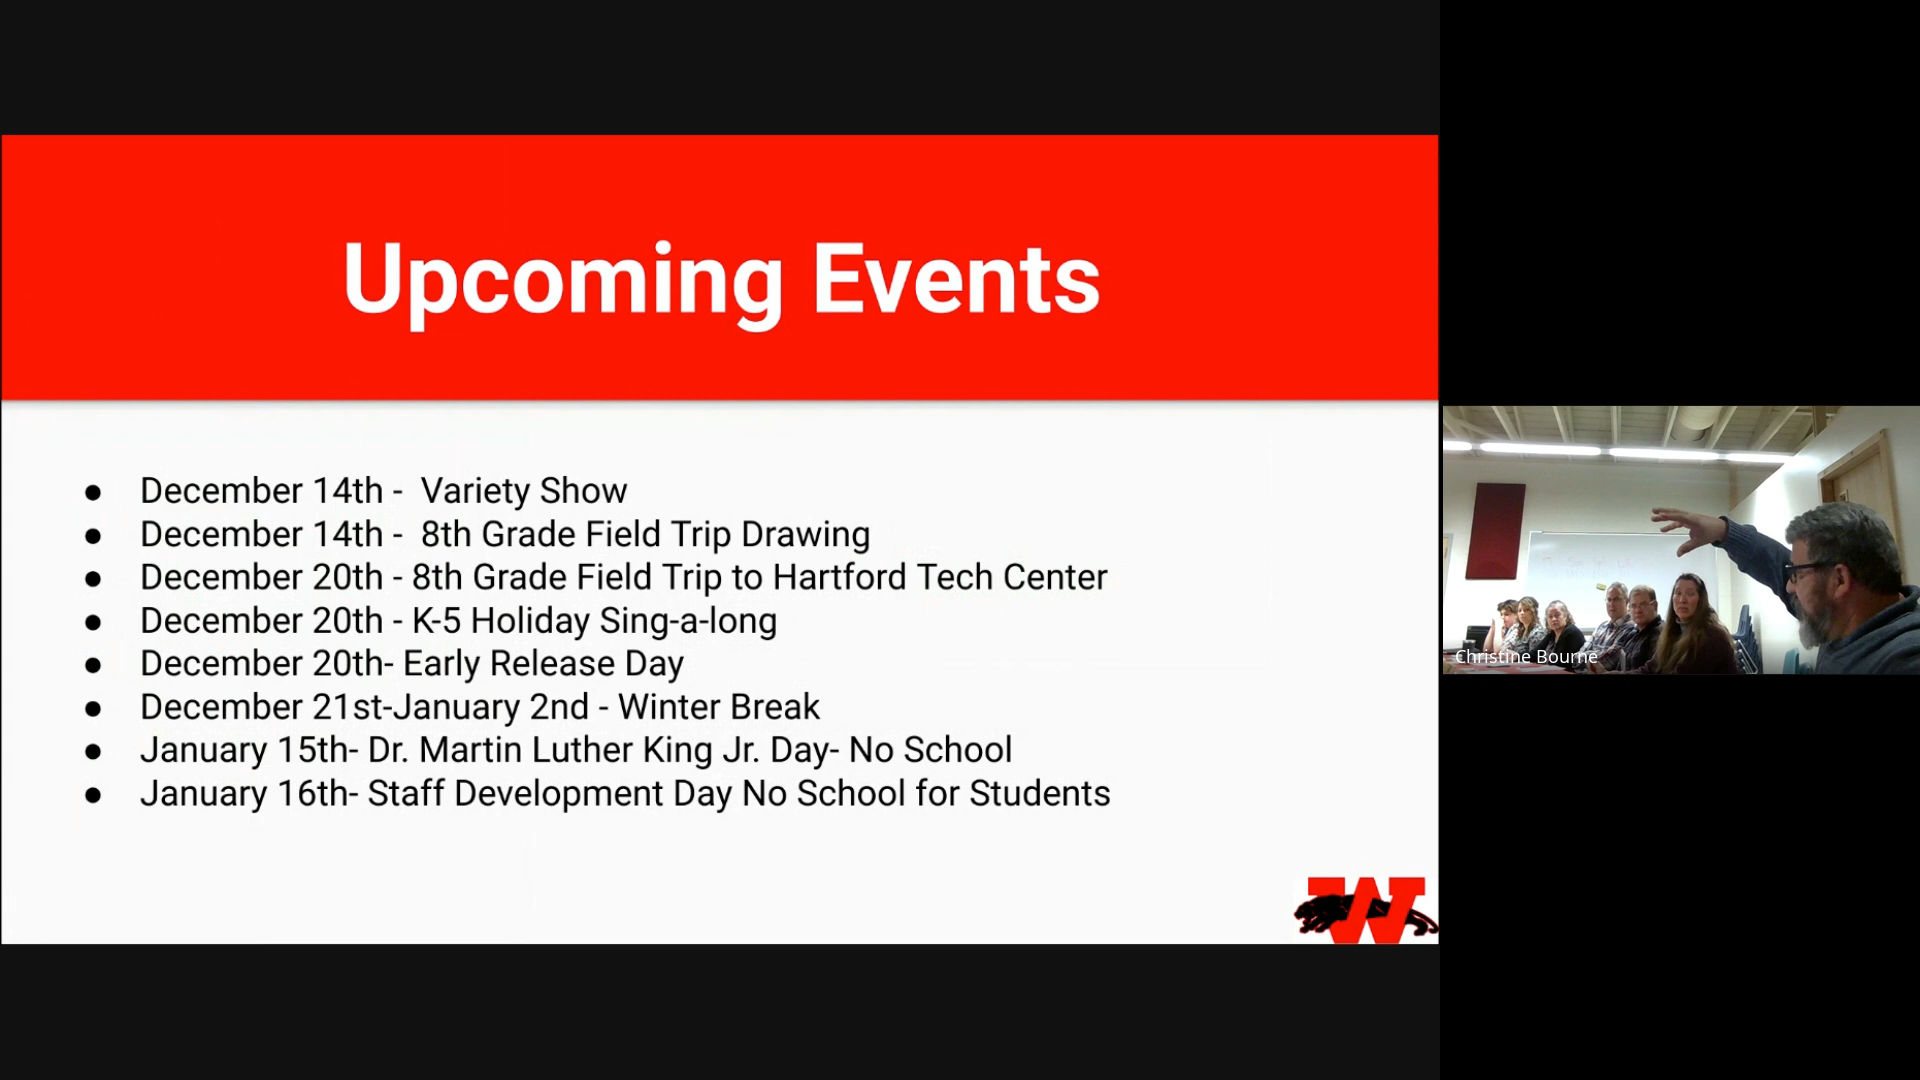 Upcoming Events
● December 14th -  Variety Show
● December 14th -  8th Grade Field Trip Drawing
● December 20th - 8th Grade Field Trip to Hartford Tech Center
● December 20th - K-5 Holiday Sing-a-long
● December 20th- Early Release Day
● December 21st-January 2nd - Winter Break
● January 15th- Dr. Martin Luther King Jr. Day- No School
● January 16th- Staff Development Day No School for Students
W
Christine Bourne